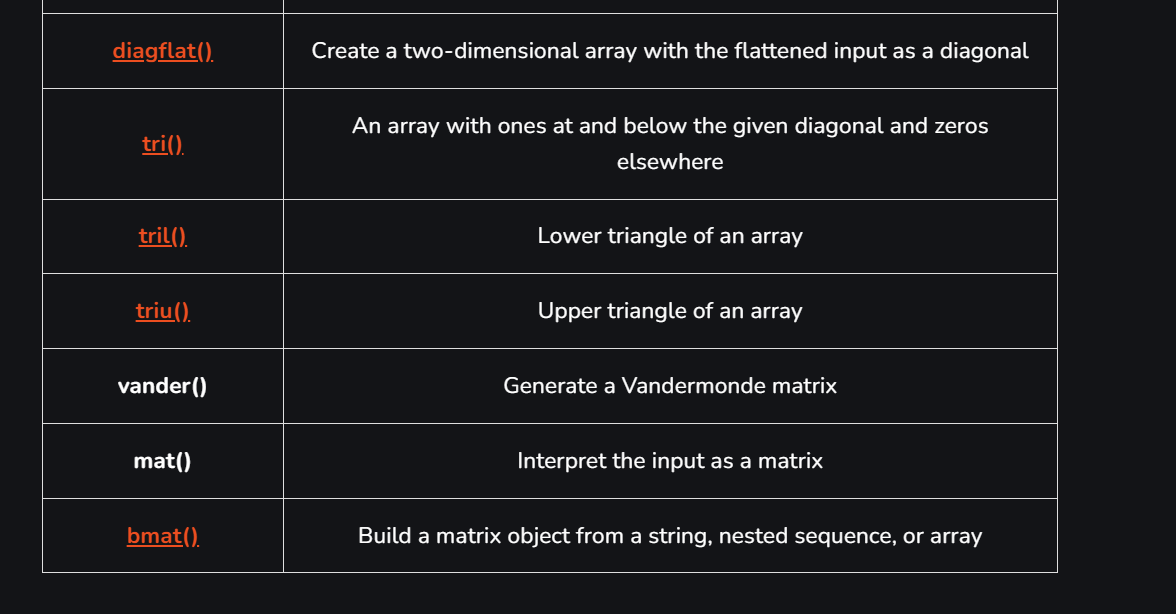 diagflat()
Create a two-dimensional array with the flattened input as a diagonal
tri()
An array with ones at and below the given diagonal and zeros
elsewhere
tril()
Lower triangle of an array
triu()
Upper triangle of an array
vander()
Generate a Vandermonde matrix
mat()
Interpret the input as a matrix
bmat()
Build a matrix object from a string, nested sequence, or array